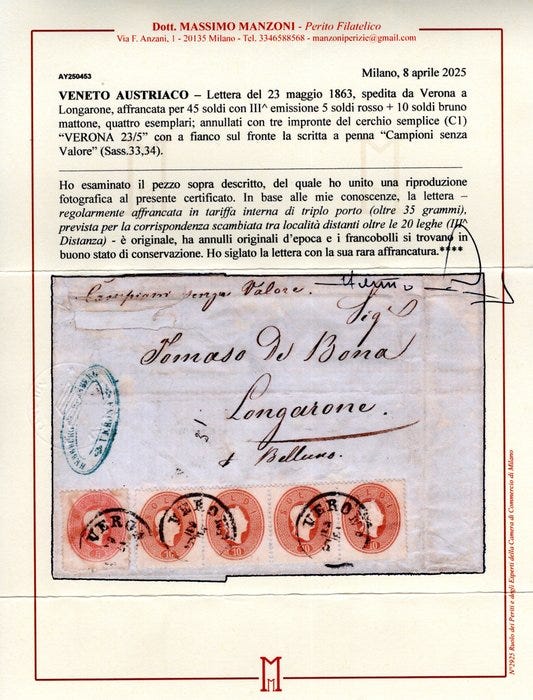 Dott. MASSIMO MANZONI - Perito Filatelico
Via F. Anzani, 1 - 20135 Milano - Tel. 3346588568 - manzoniperizie@gmail.com
AY250453
Milano, 8 aprile 2025
VENETO AUSTRIACO – Lettera del 23 maggio 1863, spedita da Verona a
Longarone, affrancata per 45 soldi con III^ emissione 5 soldi rosso + 10 soldi bruno
mattone, quattro esemplari; annullati con tre impronte del cerchio semplice (C1)
“VERONA 23/5” con a fianco sul fronte la scritta a penna “Campioni senza
Valore” (Sass.33,34).
Ho esaminato il pezzo sopra descritto, del quale ho unito una riproduzione
fotografica al presente certificato. In base alle mie conoscenze, la lettera –
regolarmente affrancata in tariffa interna di triplo porto (oltre 35 grammi),
prevista per la corrispondenza scambiata tra località distanti oltre le 20 leghe (III^
Distanza) - è originale, ha annulli originali d'epoca e i francobolli si trovano in
buono stato di conservazione. Ho siglato la lettera con la sua rara affrancatura.****
Campioni senza Valore.
Sigr
Tomaso De Bona
Longarone.
p Belluno.
VERONA
VERONA
VERONA
10
10
10
10
N°2925 Ruolo dei Periti e degli Esperti della Camera di Commercio di Milano
M